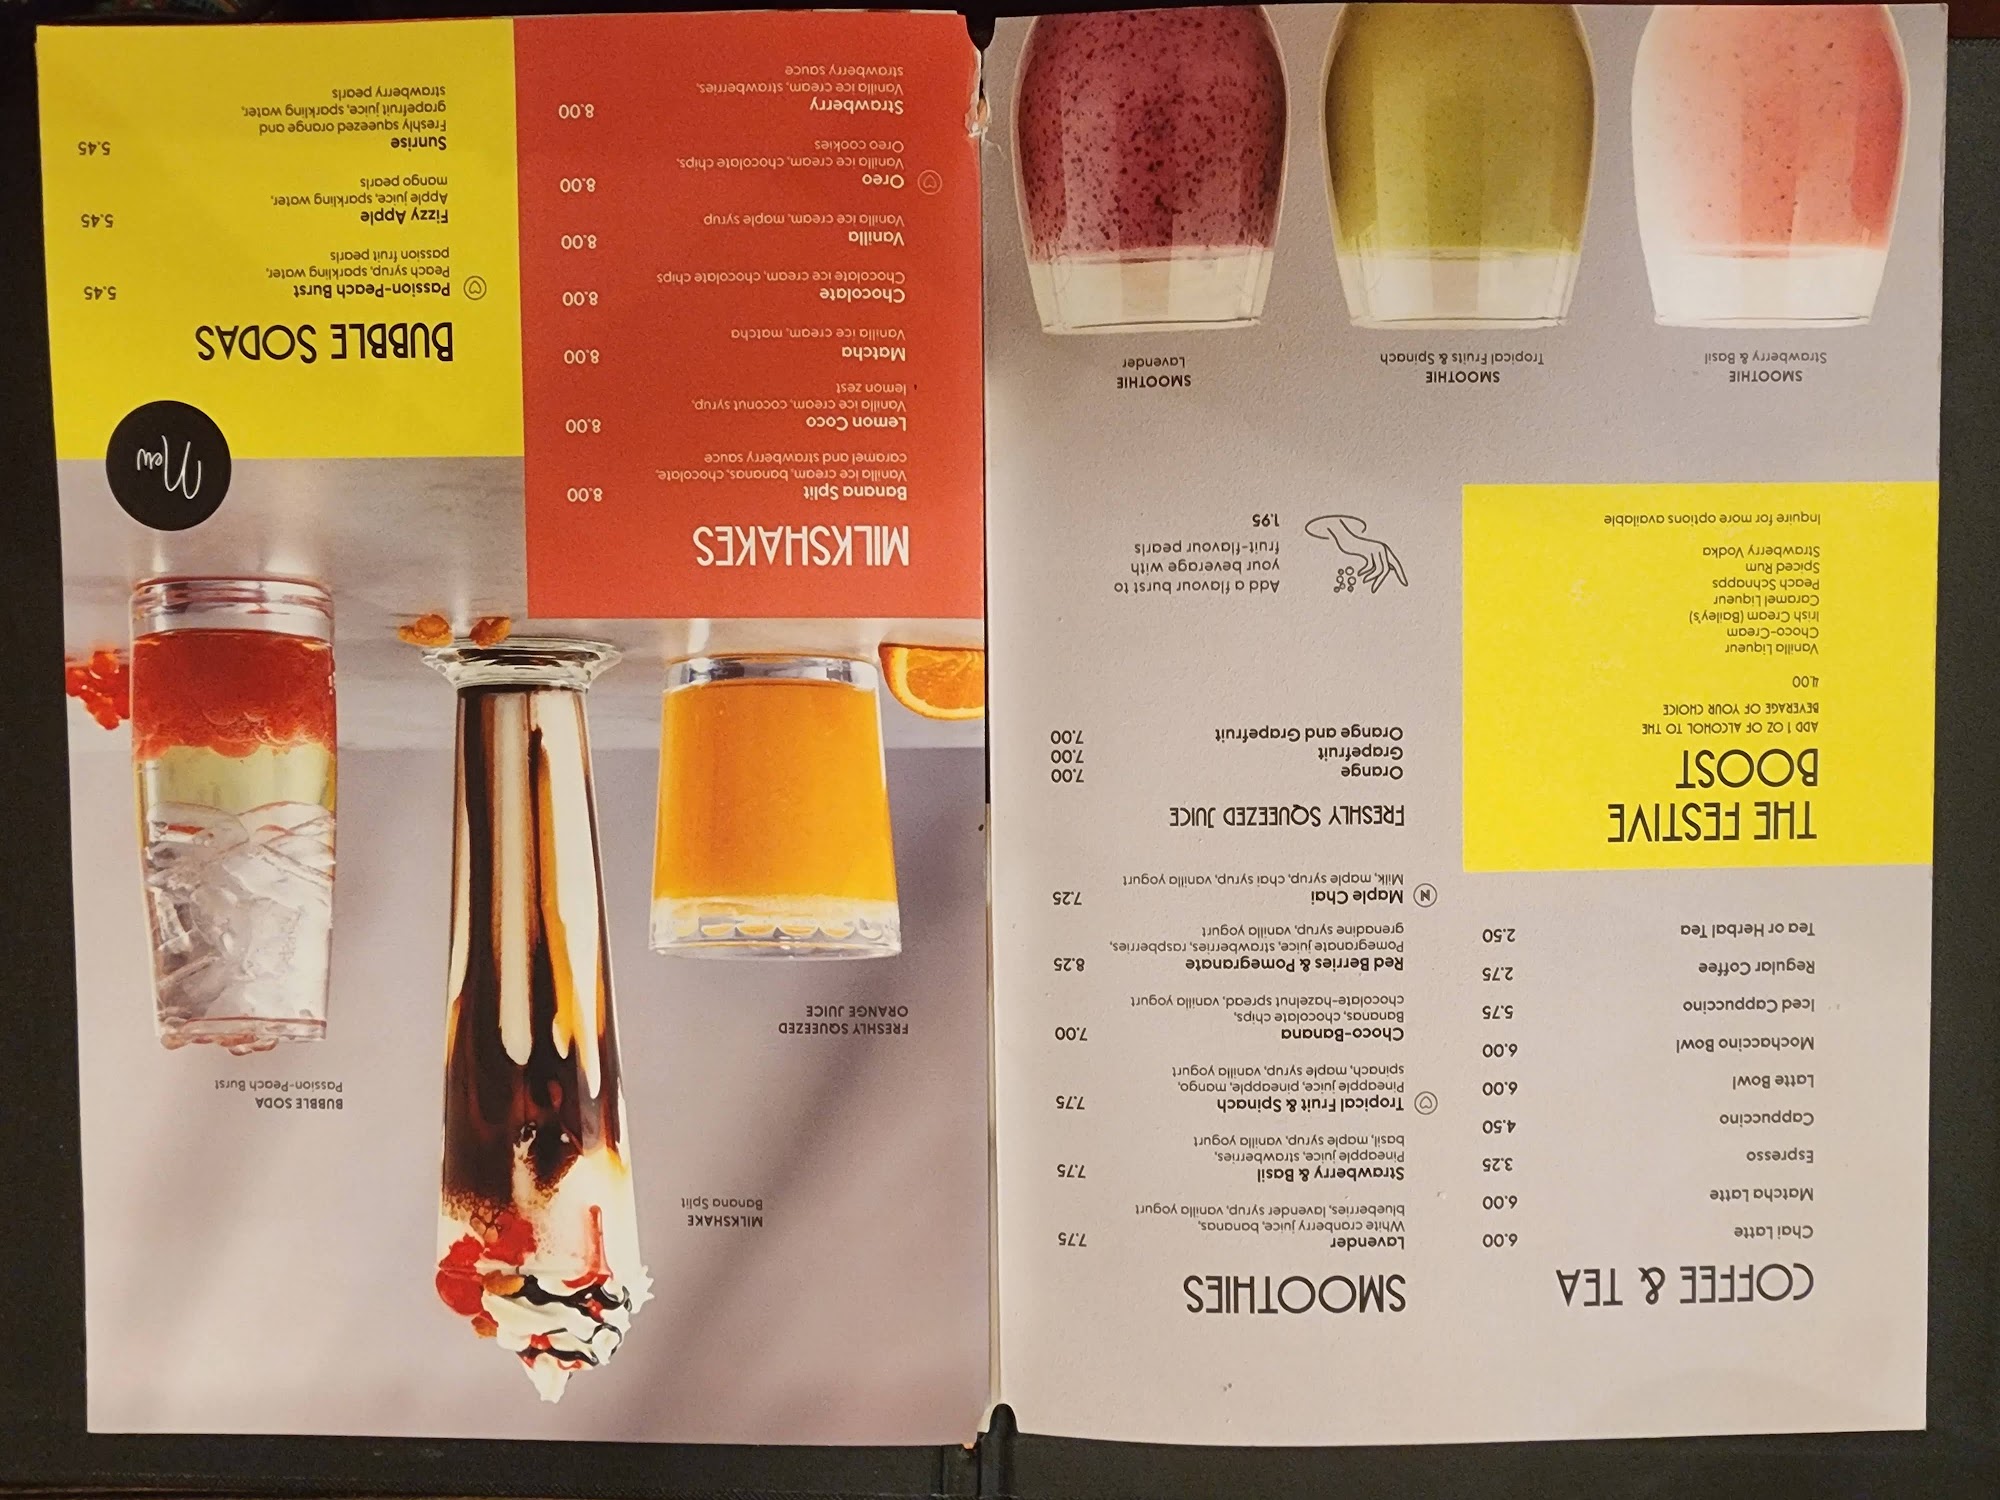 COFFEE & TEA
Chai Latte 6.00
Matcha Latte 6.00
Espresso 3.25
Cappuccino 4.50
Latte Bowl 6.00
Mochaccino Bowl 6.00
Iced Cappuccino 5.75
Regular Coffee 2.75
Tea or Herbal Tea 2.50
THE FESTIVE
BOOST
ADD 1 OZ OF ALCOHOL TO THE
BEVERAGE OF YOUR CHOICE
4.00
Vanilla Liqueur
Choco-Cream
Irish Cream (Bailey's)
Caramel Liqueur
Peach Schnapps
Spiced Rum
Strawberry Vodka
Inquire for more options available
SMOOTHIES
Lavender 7.75
White cranberry juice, bananas,
blueberries, lavender syrup, vanilla yogurt
Strawberry & Basil 7.75
Pineapple juice, strawberries,
basil, maple syrup, vanilla yogurt
Tropical Fruit & Spinach 7.75
Pineapple juice, pineapple, mango,
spinach, maple syrup, vanilla yogurt
Choco-Banana 7.00
Bananas, chocolate chips,
chocolate-hazelnut spread, vanilla yogurt
Red Berries & Pomegranate 8.25
Pomegranate juice, strawberries, raspberries,
grenadine syrup, vanilla yogurt
N Maple Chai 7.25
Milk, maple syrup, chai syrup, vanilla yogurt
FRESHLY SQUEEZED JUICE
Orange 7.00
Grapefruit 7.00
Orange and Grapefruit 7.00
Add a flavour burst to
your beverage with
fruit-flavour pearls
1.95
SMOOTHIE
Strawberry & Basil
SMOOTHIE
Tropical Fruits & Spinach
SMOOTHIE
Lavender
MILKSHAKE
Banana Split
BUBBLE SODA
Passion-Peach Burst
FRESHLY SQUEEZED
ORANGE JUICE
MILKSHAKES
Banana Split 8.00
Vanilla ice cream, bananas, chocolate,
caramel and strawberry sauce
Lemon Coco 8.00
Vanilla ice cream, coconut syrup,
lemon zest
Matcha 8.00
Vanilla ice cream, matcha
Chocolate 8.00
Chocolate ice cream, chocolate chips
Vanilla 8.00
Vanilla ice cream, maple syrup
Oreo 8.00
Vanilla ice cream, chocolate chips,
Oreo cookies
Strawberry 8.00
Vanilla ice cream, strawberries,
strawberry sauce
New
BUBBLE SODAS
Passion-Peach Burst 5.45
Peach syrup, sparkling water,
passion fruit pearls
Fizzy Apple 5.45
Apple juice, sparkling water,
mango pearls
Sunrise 5.45
Freshly squeezed orange and
grapefruit juice, sparkling water,
strawberry pearls